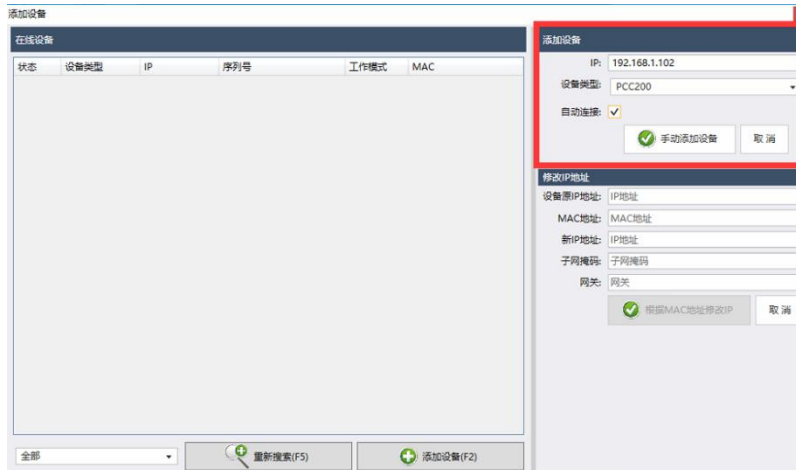 添加设备
在线设备
状态 设备类型 IP 序列号 工作模式 MAC
全部
重新搜索(F5)
添加设备(F2)
添加设备
IP: 192.168.1.102
设备类型: PCC200
自动连接:
手动添加设备 取消
修改IP地址
设备原IP地址: IP地址
MAC地址: MAC地址
新IP地址: IP地址
子网掩码: 子网掩码
网关: 网关
根据MAC地址修改IP 取消